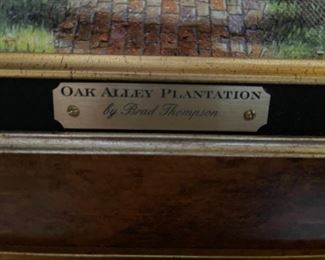 OAK ALLEY PLANTATION
by Brad Thompson